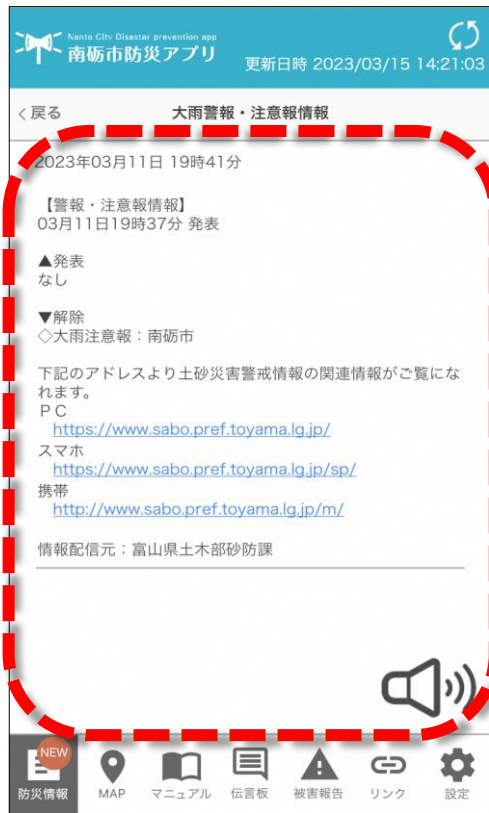 Nanto City Disaster prevention app
南砺市防災アプリ
更新日時 2023/03/15 14:21:03
＜戻る
大雨警報・注意報情報
2023年03月11日 19時41分
【警報・注意報情報】
03月11日19時37分 発表
▲発表
なし
▼解除
◇大雨注意報：南砺市
下記のアドレスより土砂災害警戒情報の関連情報がご覧にな
れます。
ＰＣ
https://www.sabo.pref.toyama.lg.jp/
スマホ
https://www.sabo.pref.toyama.lg.jp/sp/
携帯
http://www.sabo.pref.toyama.lg.jp/m/
情報配信元：富山県土木部砂防課
NEW
防災情報
MAP
マニュアル
伝言板
被害報告
リンク
設定